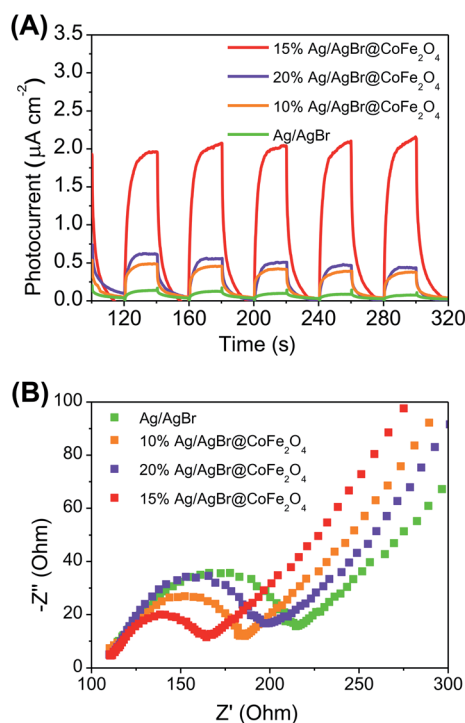 (A)
3.5
3.0
2.5
2.0
1.5
1.0
0.5
0.0
Photocurrent (μA cm⁻²)
15% Ag/AgBr@CoFe₂O₄
20% Ag/AgBr@CoFe₂O₄
10% Ag/AgBr@CoFe₂O₄
Ag/AgBr
120 160 200 240 280 320
Time (s)
(B)
100
80
60
40
20
0
-Z'' (Ohm)
Ag/AgBr
10% Ag/AgBr@CoFe₂O₄
20% Ag/AgBr@CoFe₂O₄
15% Ag/AgBr@CoFe₂O₄
100 150 200 250 300
Z' (Ohm)